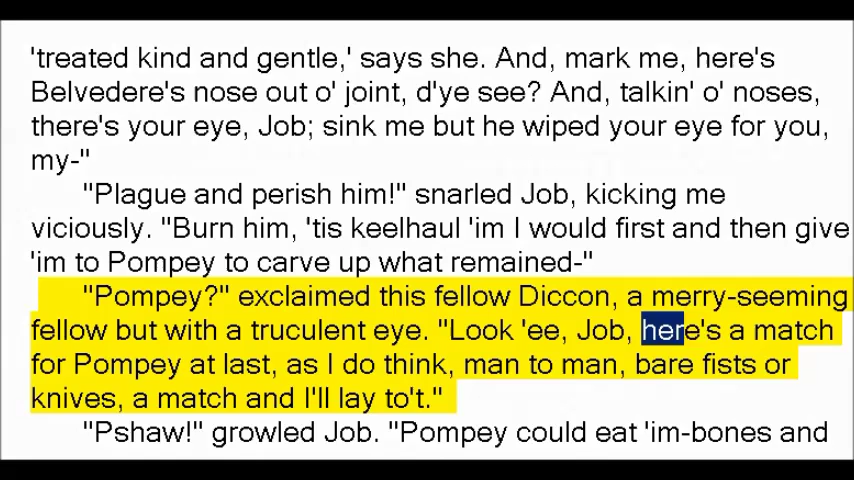 'treated kind and gentle,' says she. And, mark me, here's
Belvedere's nose out o' joint, d'ye see? And, talkin' o' noses,
there's your eye, Job; sink me but he wiped your eye for you,
my-"
"Plague and perish him!" snarled Job, kicking me
viciously. "Burn him, 'tis keelhaul 'im I would first and then give
'im to Pompey to carve up what remained-"
"Pompey?" exclaimed this fellow Diccon, a merry-seeming
fellow but with a truculent eye. "Look 'ee, Job, here's a match
for Pompey at last, as I do think, man to man, bare fists or
knives, a match and I'll lay to't."
"Pshaw!" growled Job. "Pompey could eat 'im-bones and